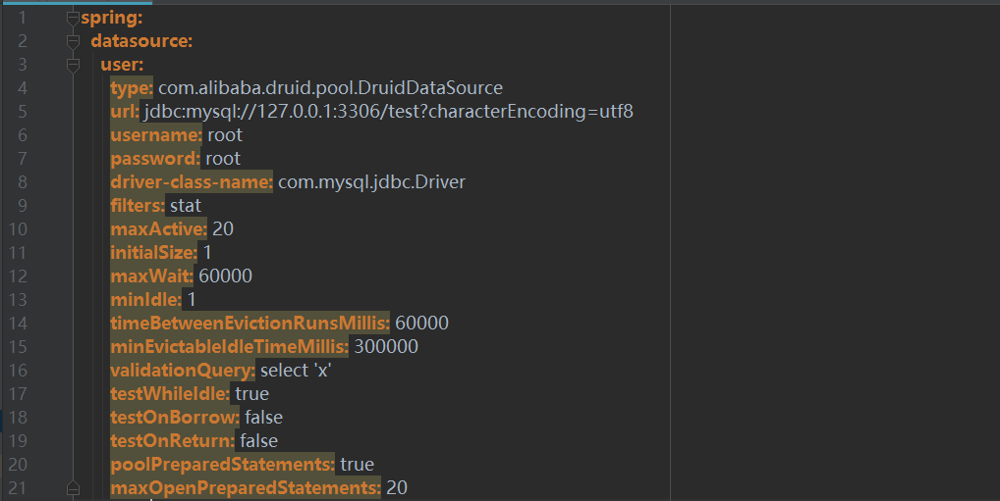 1 spring:
2 datasource:
3 user:
4 type: com.alibaba.druid.pool.DruidDataSource
5 url: jdbc:mysql://127.0.0.1:3306/test?characterEncoding=utf8
6 username: root
7 password: root
8 driver-class-name: com.mysql.jdbc.Driver
9 filters: stat
10 maxActive: 20
11 initialSize: 1
12 maxWait: 60000
13 minIdle: 1
14 timeBetweenEvictionRunsMillis: 60000
15 minEvictableIdleTimeMillis: 300000
16 validationQuery: select 'x'
17 testWhileIdle: true
18 testOnBorrow: false
19 testOnReturn: false
20 poolPreparedStatements: true
21 maxOpenPreparedStatements: 20